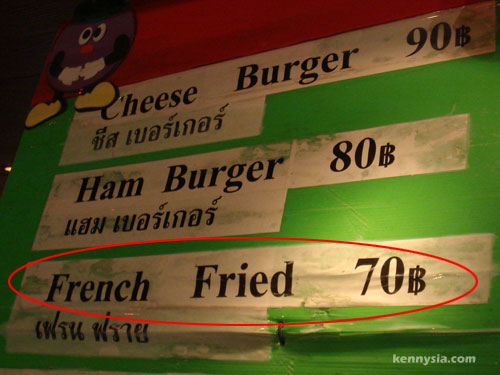 Cheese Burger 90฿
ชีส เบอร์เกอร์
Ham Burger 80฿
แฮม เบอร์เกอร์
French Fried 70฿
เฟรน ฟราย
kennysia.com